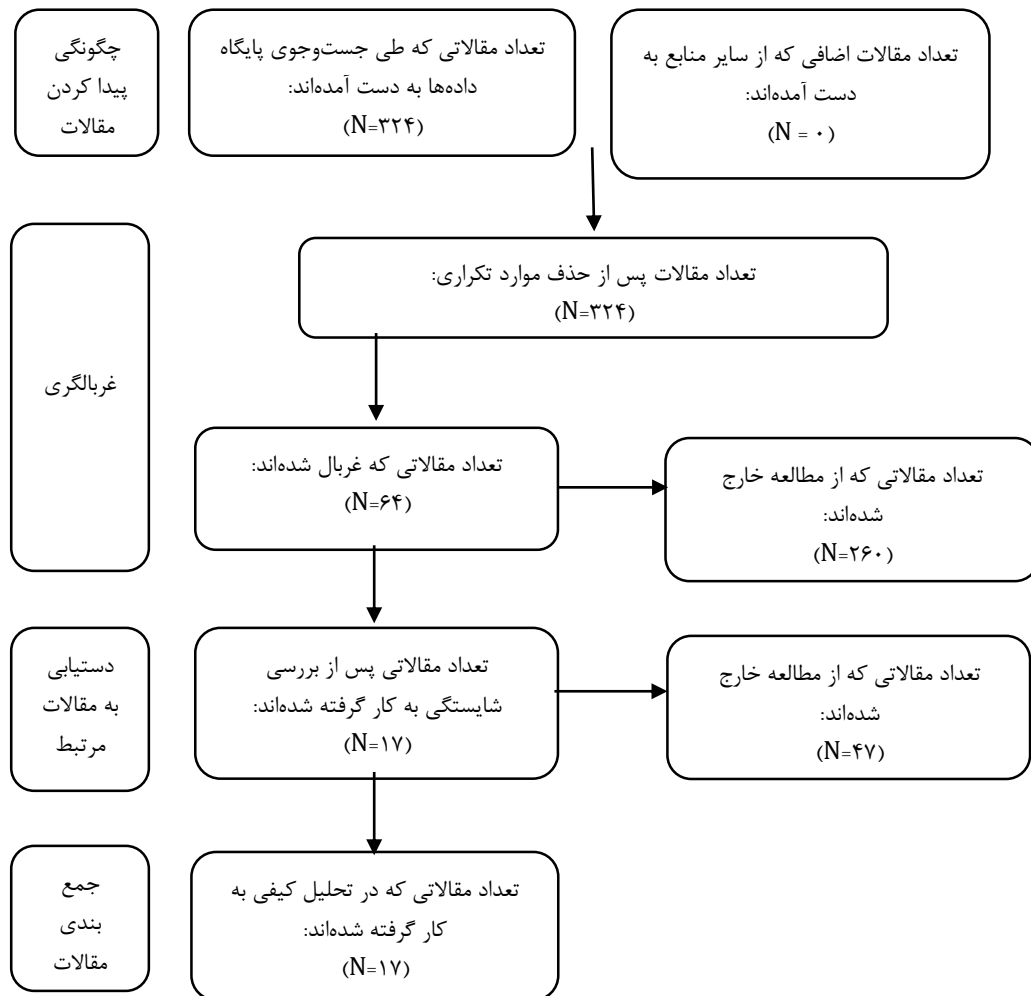 چگونگی
پیدا کردن
مقالات
تعداد مقالاتی که طی جست‌وجوی پایگاه
داده‌ها به دست آمده‌اند:
(N=۳۲۴)
تعداد مقالات اضافی که از سایر منابع به
دست آمده‌اند:
(N = ۰)
غربالگری
تعداد مقالات پس از حذف موارد تکراری:
(N=۳۲۴)
تعداد مقالاتی که غربال شده‌اند:
(N=۶۴)
تعداد مقالاتی که از مطالعه خارج
شده‌اند:
(N=۲۶۰)
دستیابی
به مقالات
مرتبط
تعداد مقالاتی پس از بررسی
شایستگی به کار گرفته شده‌اند:
(N=۱۷)
تعداد مقالاتی که از مطالعه خارج
شده‌اند:
(N=۴۷)
جمع
بندی
مقالات
تعداد مقالاتی که در تحلیل کیفی به
کار گرفته شده‌اند:
(N=۱۷)